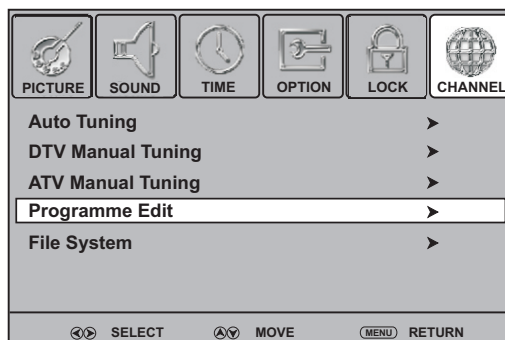 PICTURE SOUND TIME OPTION LOCK CHANNEL
Auto Tuning
DTV Manual Tuning
ATV Manual Tuning
Programme Edit
File System
SELECT MOVE MENU RETURN